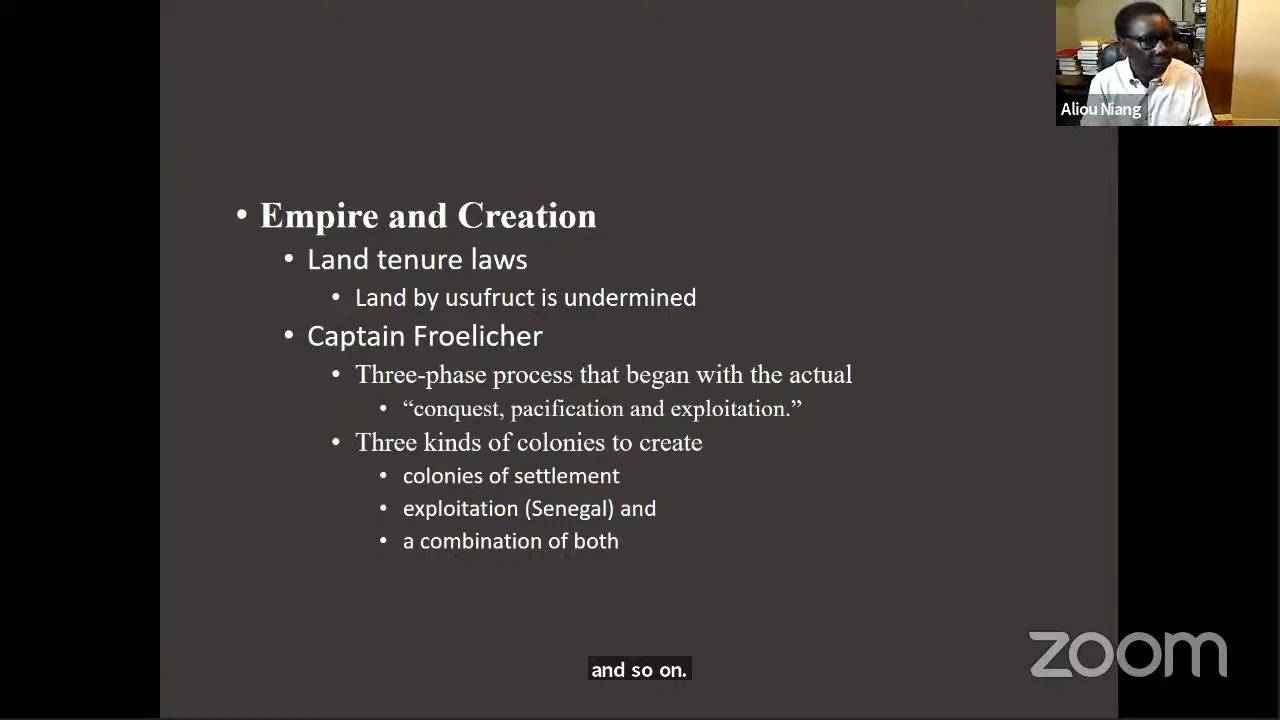 Aliou Niang
• Empire and Creation
• Land tenure laws
• Land by usufruct is undermined
• Captain Froelicher
• Three-phase process that began with the actual
• “conquest, pacification and exploitation.”
• Three kinds of colonies to create
• colonies of settlement
• exploitation (Senegal) and
• a combination of both
zoom
and so on.